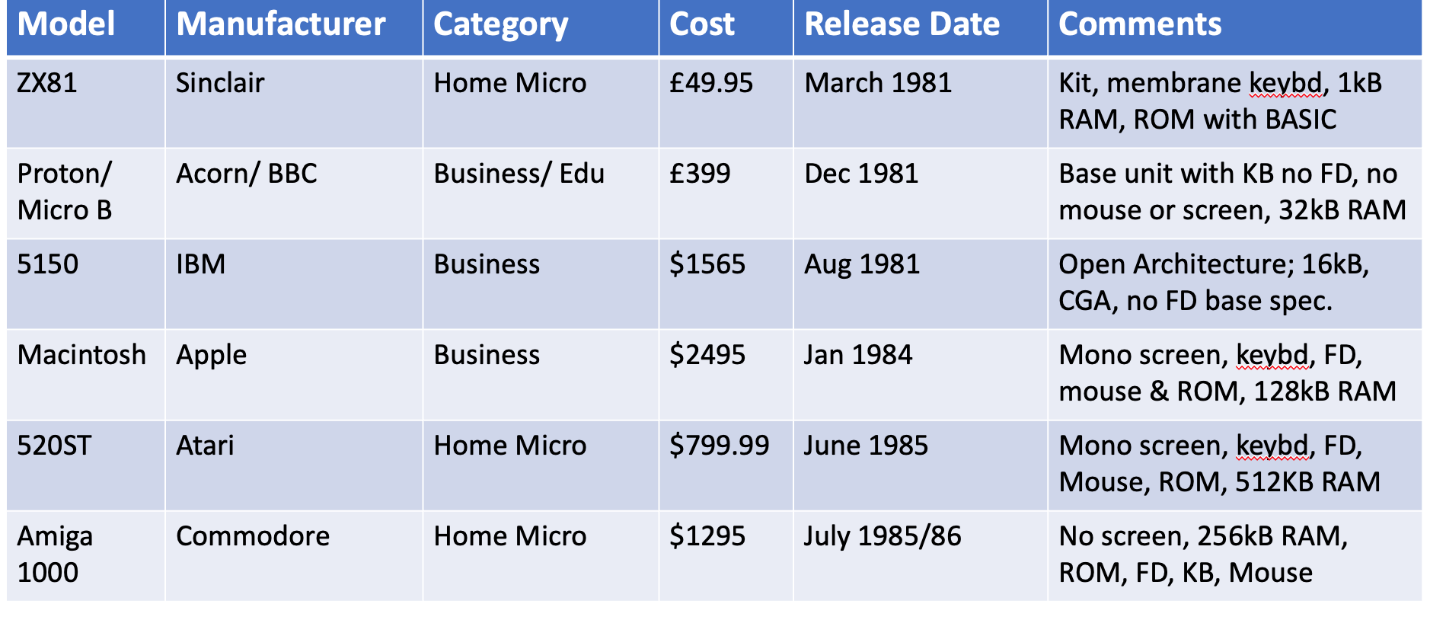 Model Manufacturer Category Cost Release Date Comments
ZX81 Sinclair Home Micro £49.95 March 1981 Kit, membrane keybd, 1kB
RAM, ROM with BASIC
Proton/ Acorn/ BBC Business/ Edu £399 Dec 1981 Base unit with KB no FD, no
Micro B mouse or screen, 32kB RAM
5150 IBM Business $1565 Aug 1981 Open Architecture; 16kB,
CGA, no FD base spec.
Macintosh Apple Business $2495 Jan 1984 Mono screen, keybd, FD,
mouse & ROM, 128kB RAM
520ST Atari Home Micro $799.99 June 1985 Mono screen, keybd, FD,
Mouse, ROM, 512KB RAM
Amiga Commodore Home Micro $1295 July 1985/86 No screen, 256kB RAM,
1000 ROM, FD, KB, Mouse